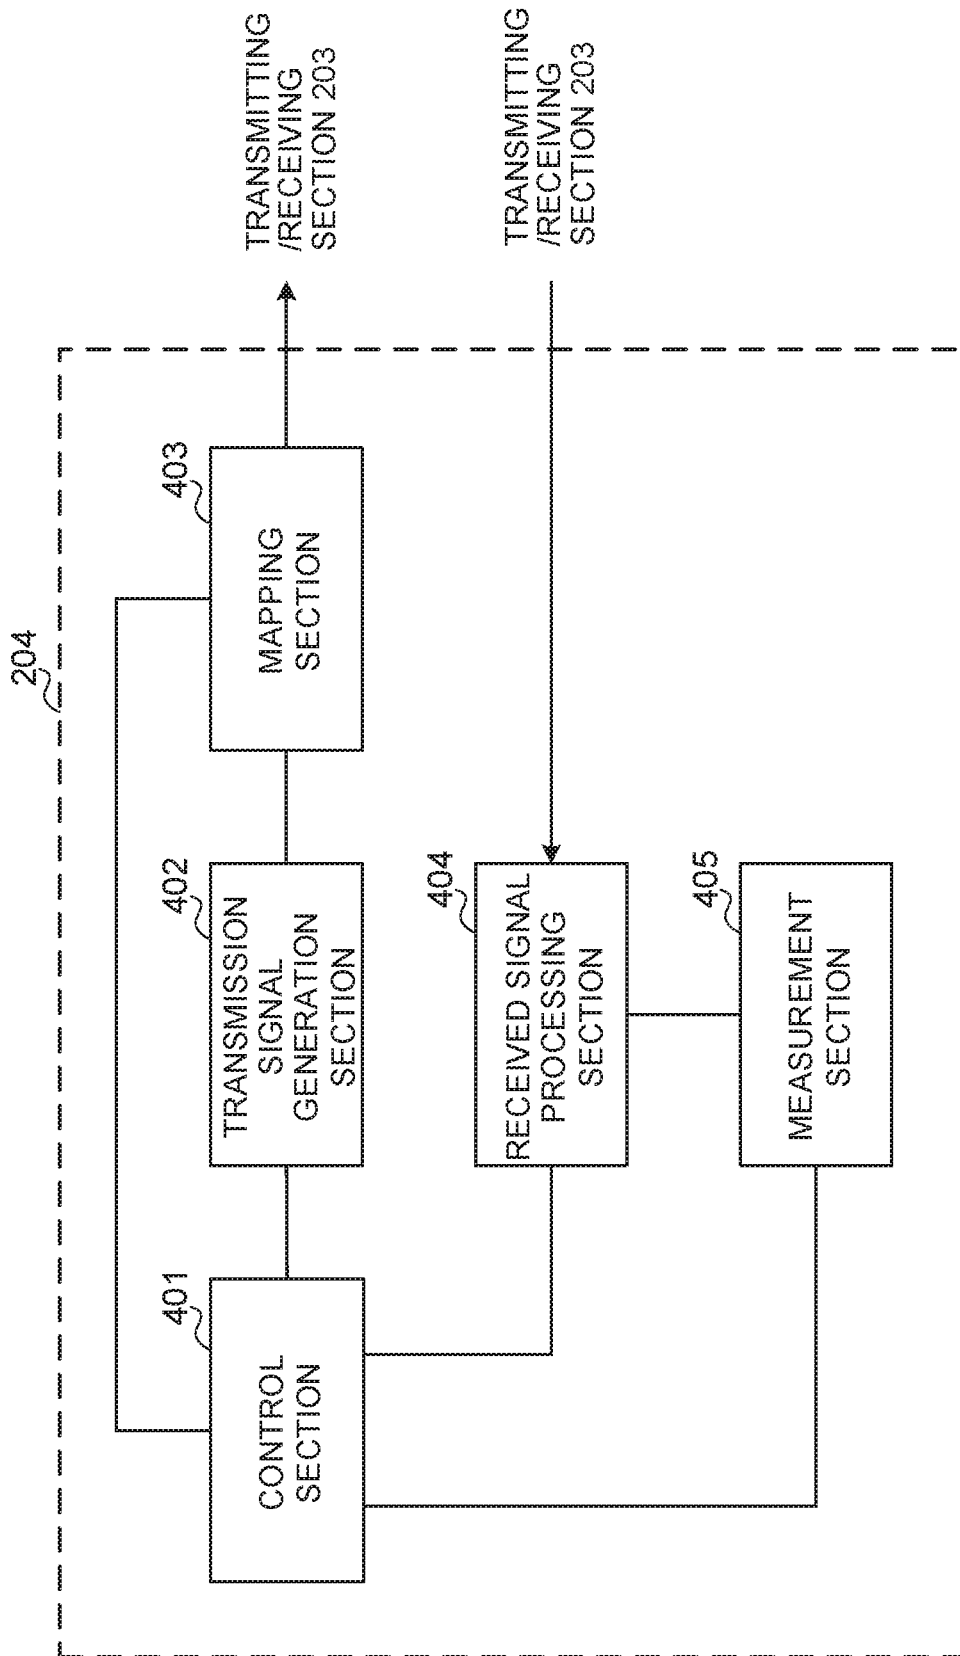 204
401
CONTROL
SECTION
402
TRANSMISSION
SIGNAL
GENERATION
SECTION
403
MAPPING
SECTION
TRANSMITTING
/RECEIVING
SECTION 203
404
RECEIVED SIGNAL
PROCESSING
SECTION
TRANSMITTING
/RECEIVING
SECTION 203
405
MEASUREMENT
SECTION